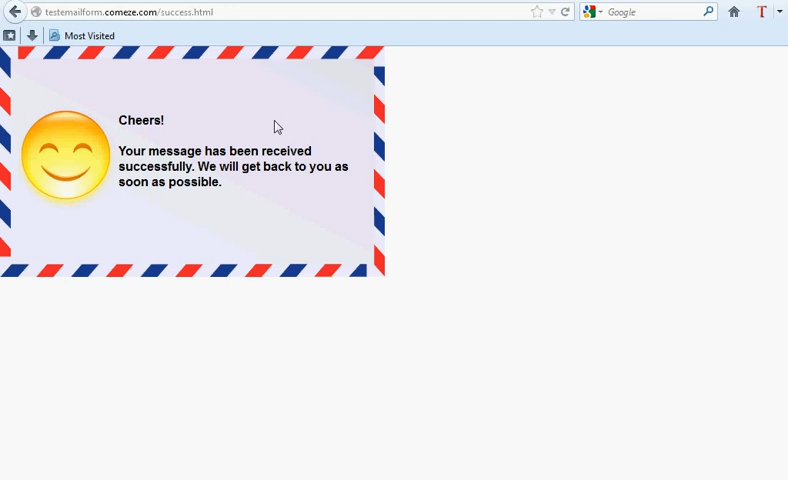 testemailform.comeze.com/success.html
Google
T
Most Visited
Cheers!
Your message has been received
successfully. We will get back to you as
soon as possible.